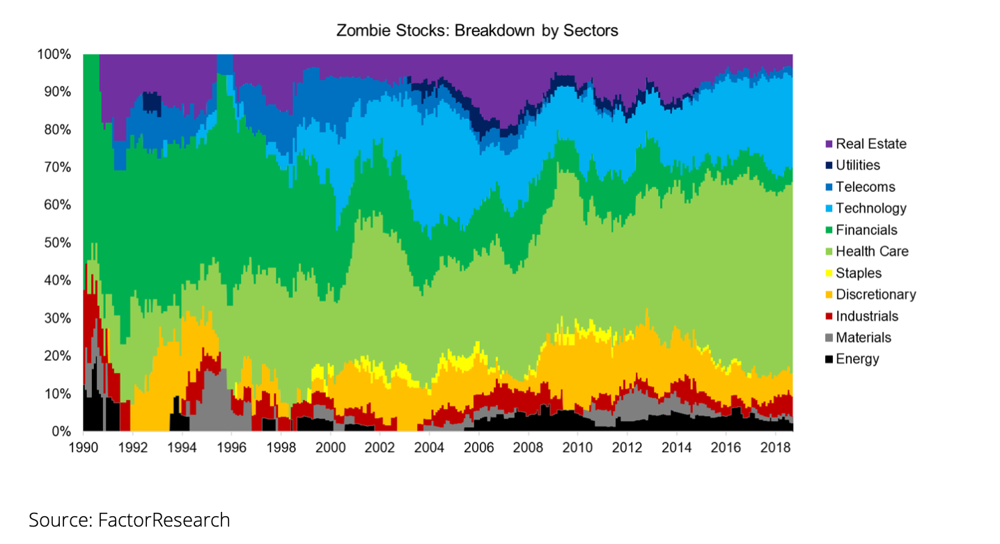 Zombie Stocks: Breakdown by Sectors
100%
90%
80%
70%
60%
50%
40%
30%
20%
10%
0%
1990 1992 1994 1996 1998 2000 2002 2004 2006 2008 2010 2012 2014 2016 2018
Real Estate
Utilities
Telecoms
Technology
Financials
Health Care
Staples
Discretionary
Industrials
Materials
Energy
Source: FactorResearch